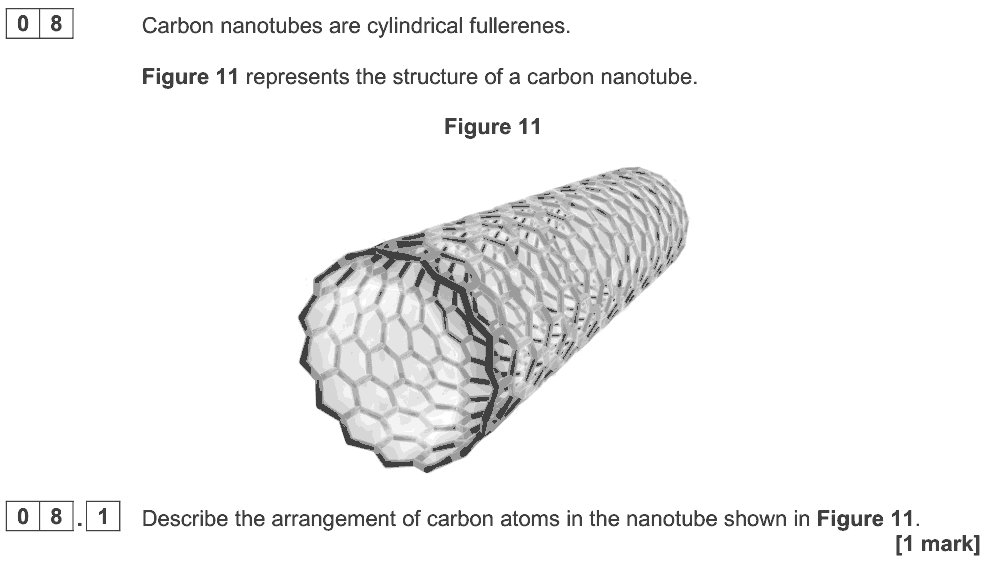 0 8 Carbon nanotubes are cylindrical fullerenes.
Figure 11 represents the structure of a carbon nanotube.
Figure 11
0 8 . 1 Describe the arrangement of carbon atoms in the nanotube shown in Figure 11.
[1 mark]